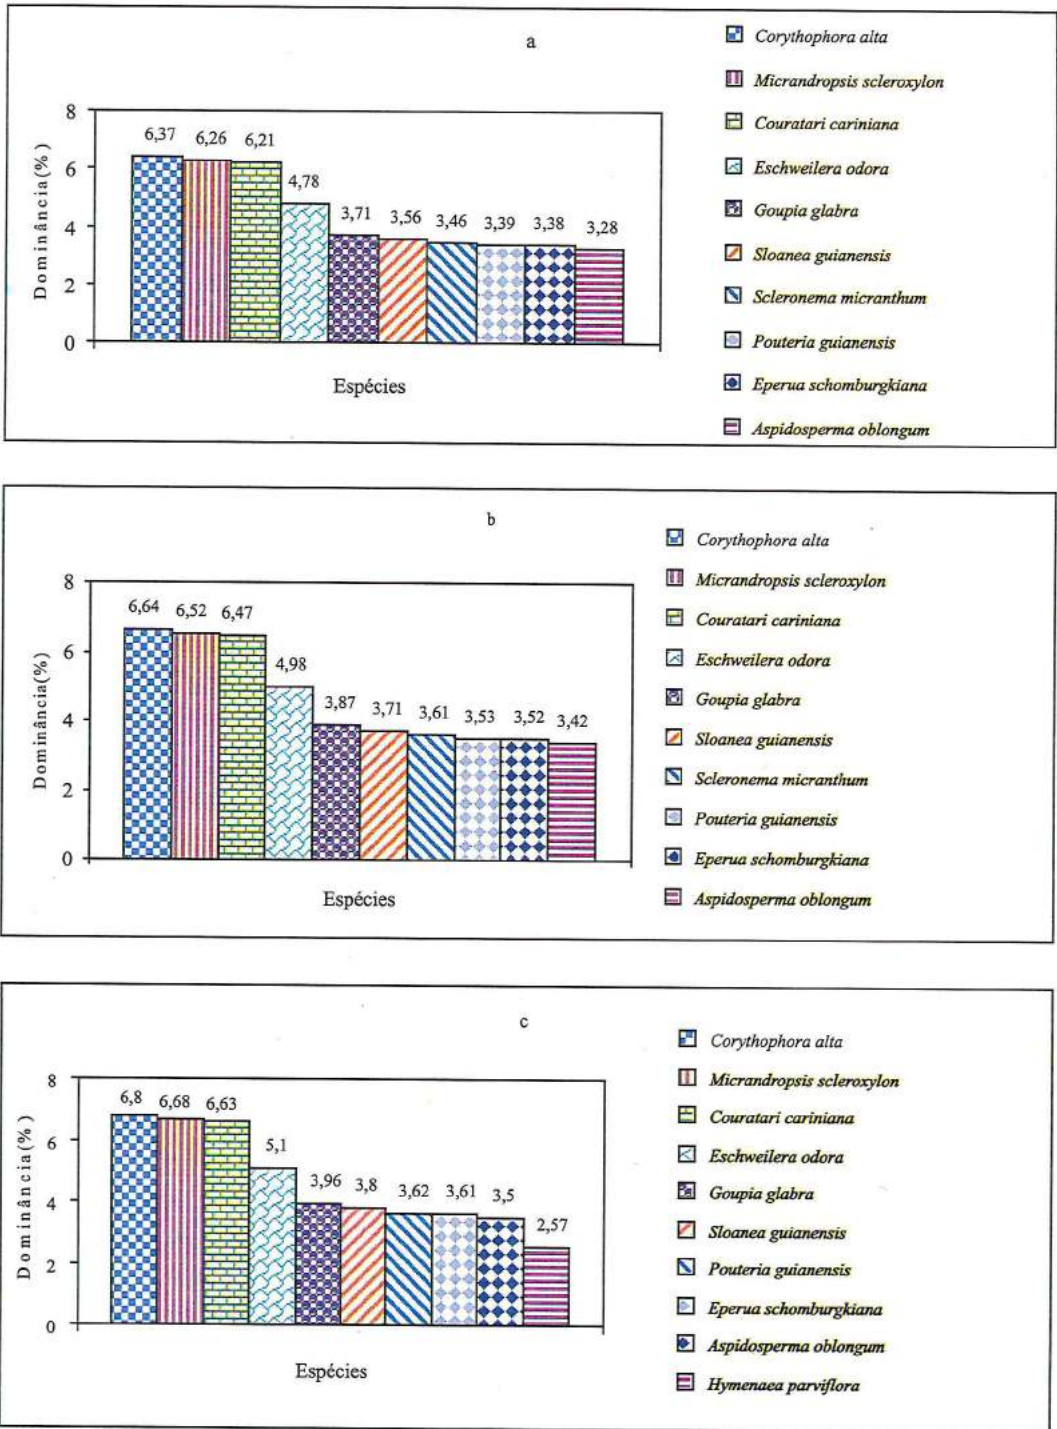 a
8
6
4
2
0
Dominância(%)
6,37 6,26 6,21 4,78 3,71 3,56 3,46 3,39 3,38 3,28
Espécies
Corythophora alta
Micrandropsis scleroxylon
Couratari cariniana
Eschweilera odora
Goupia glabra
Sloanea guianensis
Scleronema micranthum
Pouteria guianensis
Eperua schomburgkiana
Aspidosperma oblongum
b
8
6
4
2
0
Dominância(%)
6,64 6,52 6,47 4,98 3,87 3,71 3,61 3,53 3,52 3,42
Espécies
Corythophora alta
Micrandropsis scleroxylon
Couratari cariniana
Eschweilera odora
Goupia glabra
Sloanea guianensis
Scleronema micranthum
Pouteria guianensis
Eperua schomburgkiana
Aspidosperma oblongum
c
8
6
4
2
0
Dominância(%)
6,8 6,68 6,63 5,1 3,96 3,8 3,62 3,61 3,5 2,57
Espécies
Corythophora alta
Micrandropsis scleroxylon
Couratari cariniana
Eschweilera odora
Goupia glabra
Sloanea guianensis
Pouteria guianensis
Eperua schomburgkiana
Aspidosperma oblongum
Hymenaea parviflora